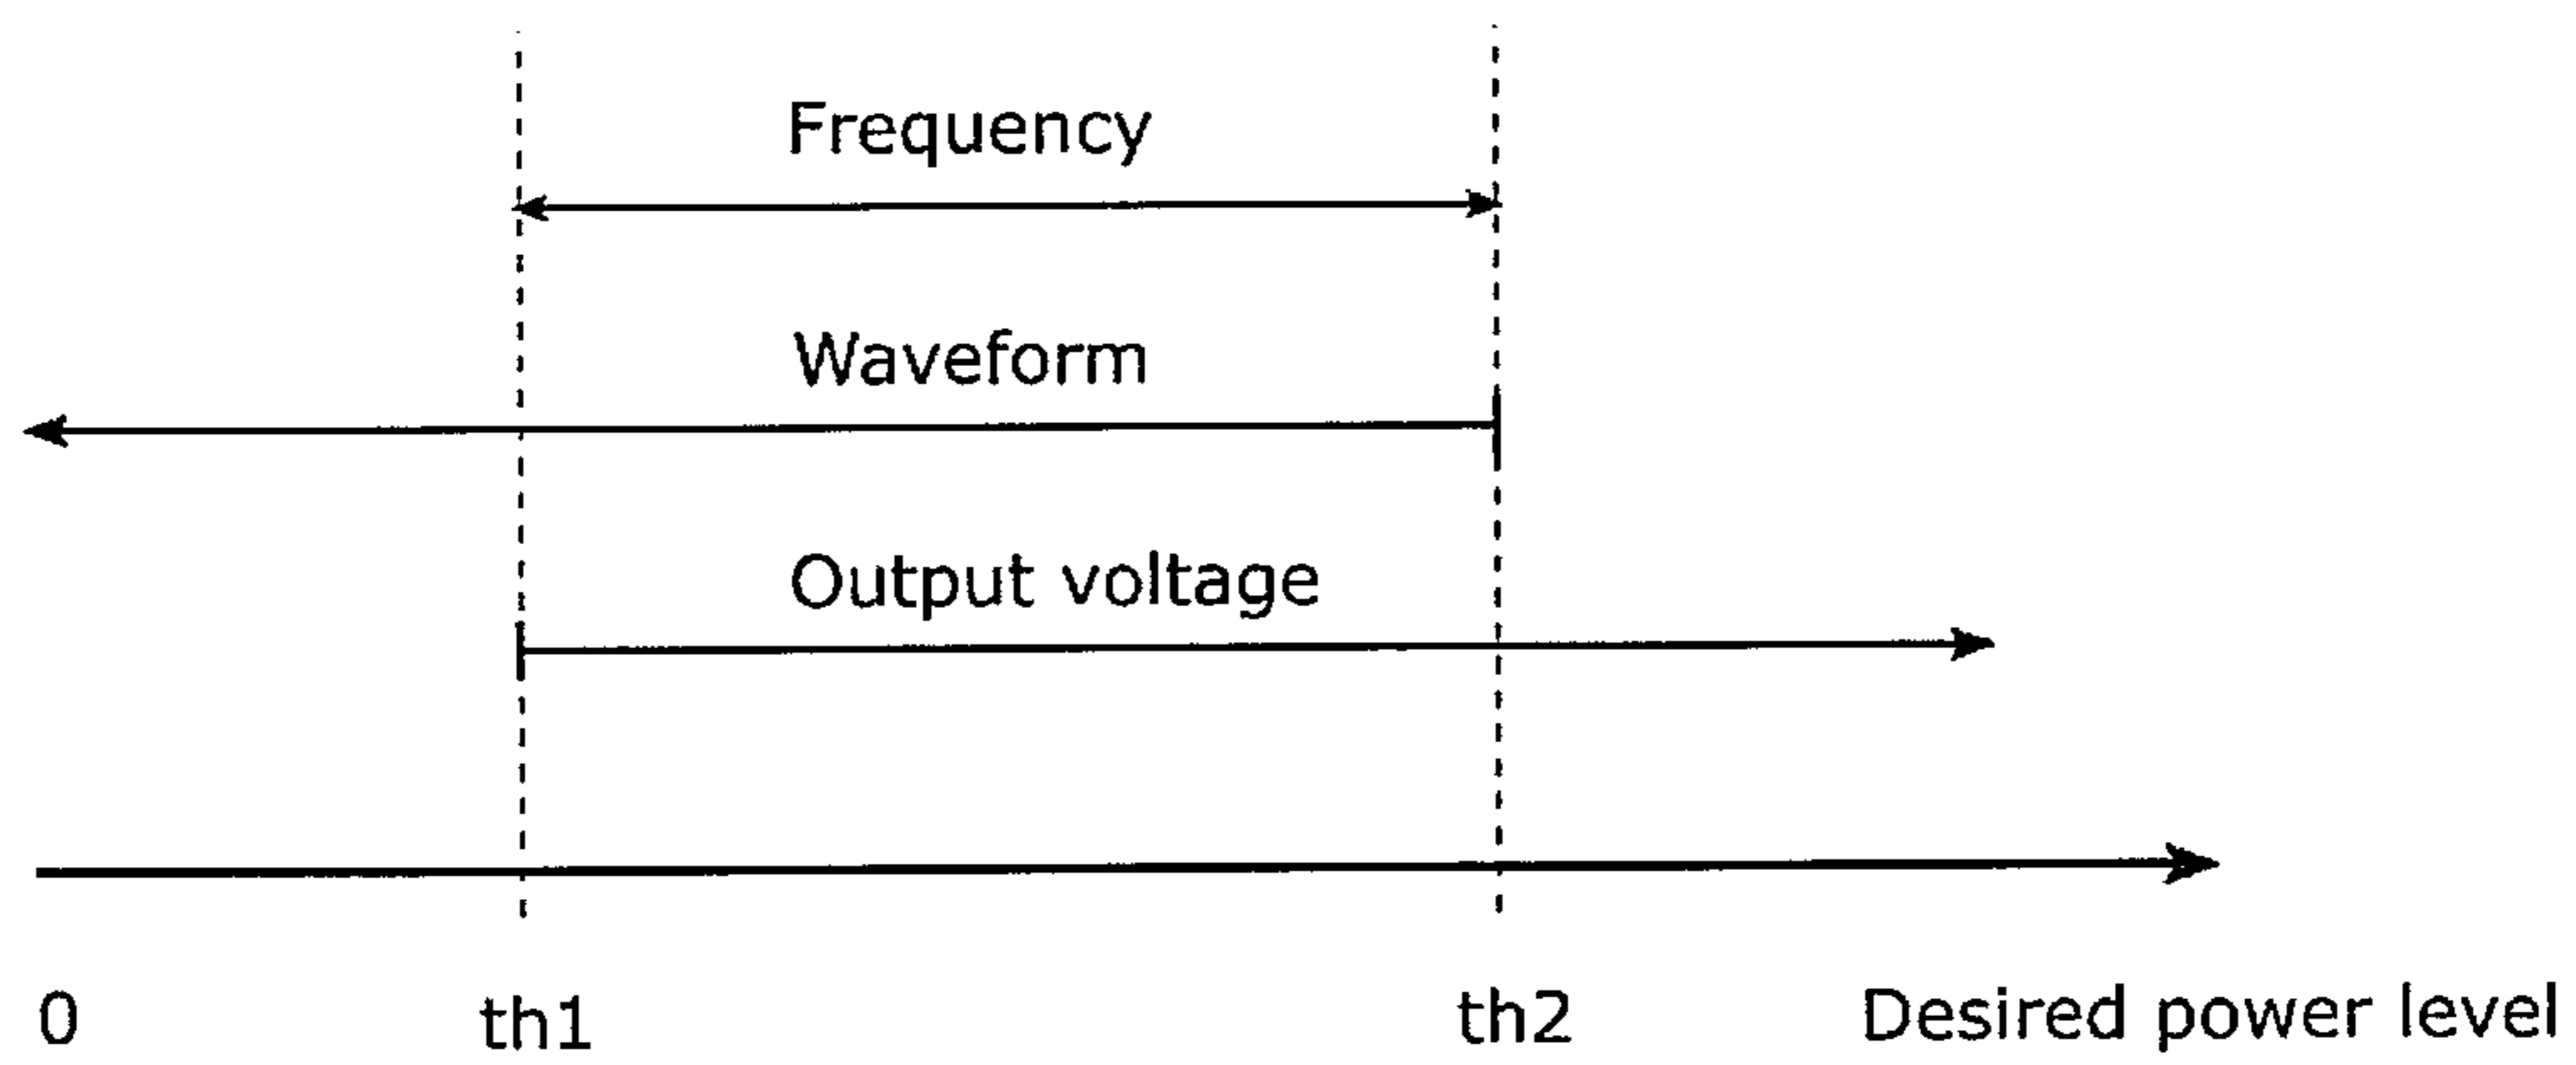 Frequency
Waveform
Output voltage
0 th1 th2 Desired power level